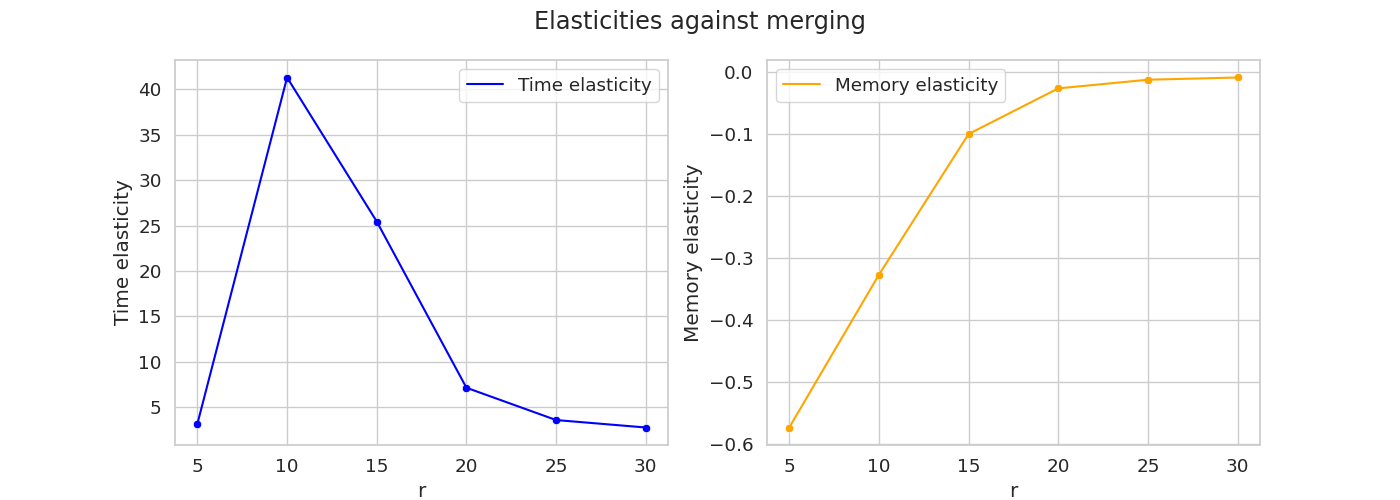 Elasticities against merging
Time elasticity
Time elasticity
40
35
30
25
20
15
10
5
5 10 15 20 25 30
r
Memory elasticity
Memory elasticity
0.0
−0.1
−0.2
−0.3
−0.4
−0.5
−0.6
5 10 15 20 25 30
r